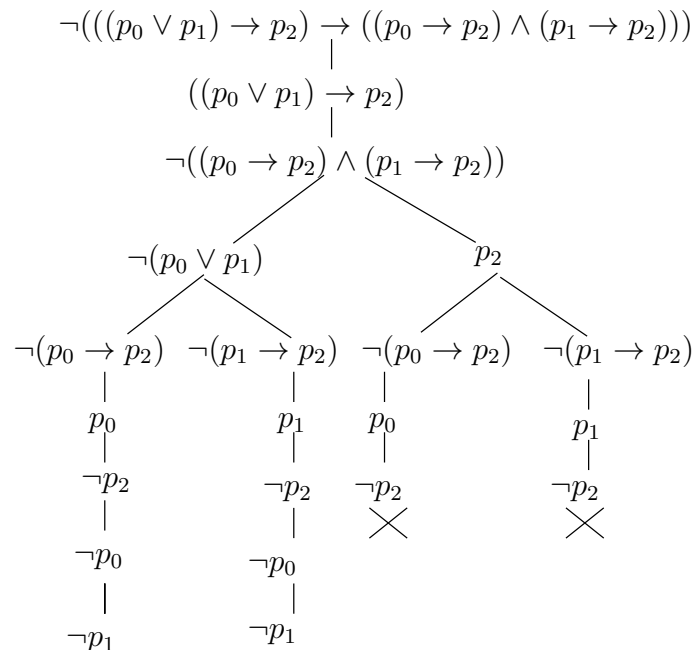 ¬(((p₀ ∨ p₁) → p₂) → ((p₀ → p₂) ∧ (p₁ → p₂)))
((p₀ ∨ p₁) → p₂)
¬((p₀ → p₂) ∧ (p₁ → p₂))
¬(p₀ ∨ p₁) p₂
¬(p₀ → p₂) ¬(p₁ → p₂) ¬(p₀ → p₂) ¬(p₁ → p₂)
p₀ p₁ p₀ p₁
¬p₂ ¬p₂ ¬p₂ ¬p₂
¬p₀ ¬p₀
¬p₁ ¬p₁